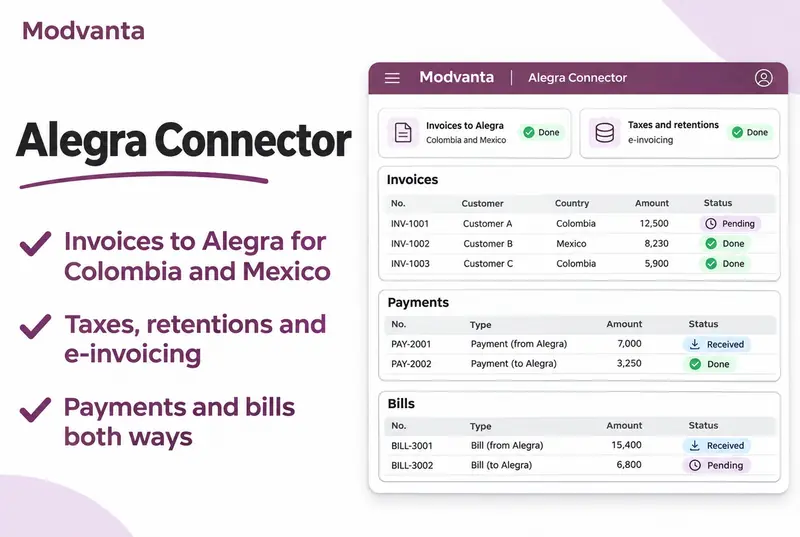 Modvanta
Alegra Connector
Invoices to Alegra for
Colombia and Mexico
Taxes, retentions and
e-invoicing
Payments and bills
both ways
Modvanta | Alegra Connector
Invoices to Alegra
Colombia and Mexico
Done
Taxes and retentions
e-invoicing
Done
Invoices
No. Customer Country Amount Status
INV-1001 Customer A Colombia 12,500 Pending
INV-1002 Customer B Mexico 8,230 Done
INV-1003 Customer C Colombia 5,900 Done
Payments
No. Type Amount Status
PAY-2001 Payment (from Alegra) 7,000 Received
PAY-2002 Payment (to Alegra) 3,250 Done
Bills
No. Type Amount Status
BILL-3001 Bill (from Alegra) 15,400 Received
BILL-3002 Bill (to Alegra) 6,800 Pending